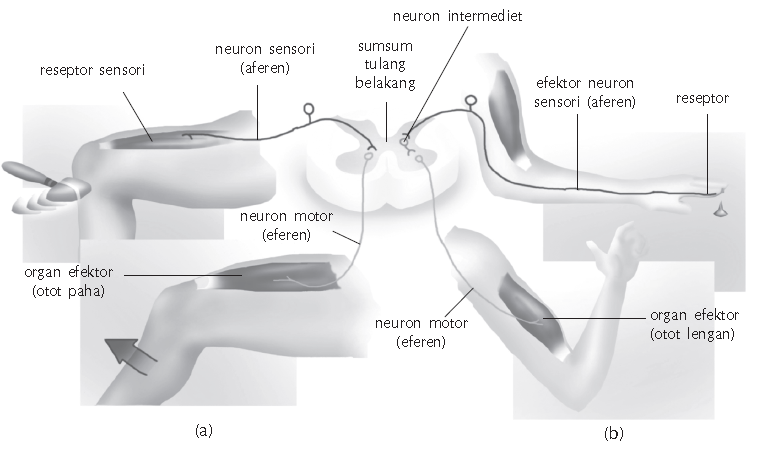 neuron intermediet
neuron sensori
(aferen)
sumsum
tulang
belakang
reseptor sensori
efektor neuron
sensori (aferen)
reseptor
neuron motor
(eferen)
organ efektor
(otot paha)
neuron motor
(eferen)
organ efektor
(otot lengan)
(a)
(b)